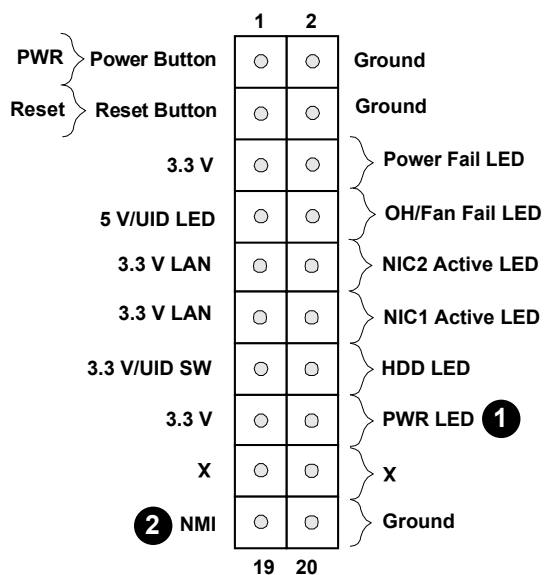 1 2
PWR Power Button Ground
Reset Reset Button Ground
3.3 V Power Fail LED
5 V/UID LED OH/Fan Fail LED
3.3 V LAN NIC2 Active LED
3.3 V LAN NIC1 Active LED
3.3 V/UID SW HDD LED
3.3 V PWR LED 1
X X
2 NMI Ground
19 20